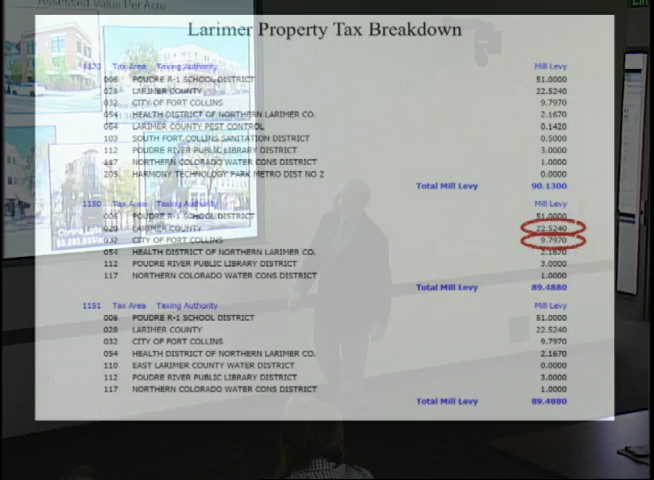 Assessed Value Per Acre
Larimer Property Tax Breakdown
1123 Tax Area Taxing Authority Mill Levy
006 POUDRE R-1 SCHOOL DISTRICT 51.0000
028 LARIMER COUNTY 22.5240
032 CITY OF FORT COLLINS 9.7970
054 HEALTH DISTRICT OF NORTHERN LARIMER CO. 2.1670
064 LARIMER COUNTY PEST CONTROL 0.1420
103 SOUTH FORT COLLINS SANITATION DISTRICT 0.5000
112 POUDRE RIVER PUBLIC LIBRARY DISTRICT 3.0000
117 NORTHERN COLORADO WATER CONS DISTRICT 1.0000
205 HARMONY TECHNOLOGY PARK METRO DIST NO 2 0.0000
Total Mill Levy 90.1300
1150 Tax Area Taxing Authority Mill Levy
006 POUDRE R-1 SCHOOL DISTRICT 51.0000
028 LARIMER COUNTY 22.5240
032 CITY OF FORT COLLINS 9.7970
054 HEALTH DISTRICT OF NORTHERN LARIMER CO. 2.1670
112 POUDRE RIVER PUBLIC LIBRARY DISTRICT 3.0000
117 NORTHERN COLORADO WATER CONS DISTRICT 1.0000
Total Mill Levy 89.4880
1151 Tax Area Taxing Authority Mill Levy
006 POUDRE R-1 SCHOOL DISTRICT 51.0000
028 LARIMER COUNTY 22.5240
032 CITY OF FORT COLLINS 9.7970
054 HEALTH DISTRICT OF NORTHERN LARIMER CO. 2.1670
110 EAST LARIMER COUNTY WATER DISTRICT 0.0000
112 POUDRE RIVER PUBLIC LIBRARY DISTRICT 3.0000
117 NORTHERN COLORADO WATER CONS DISTRICT 1.0000
Total Mill Levy 89.4880